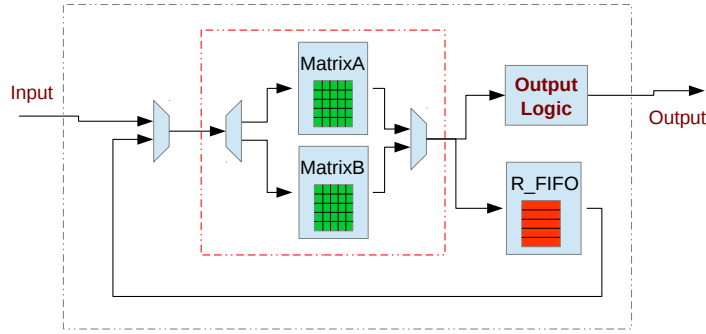 Input
MatrixA
MatrixB
Output
Logic
R_FIFO
Output